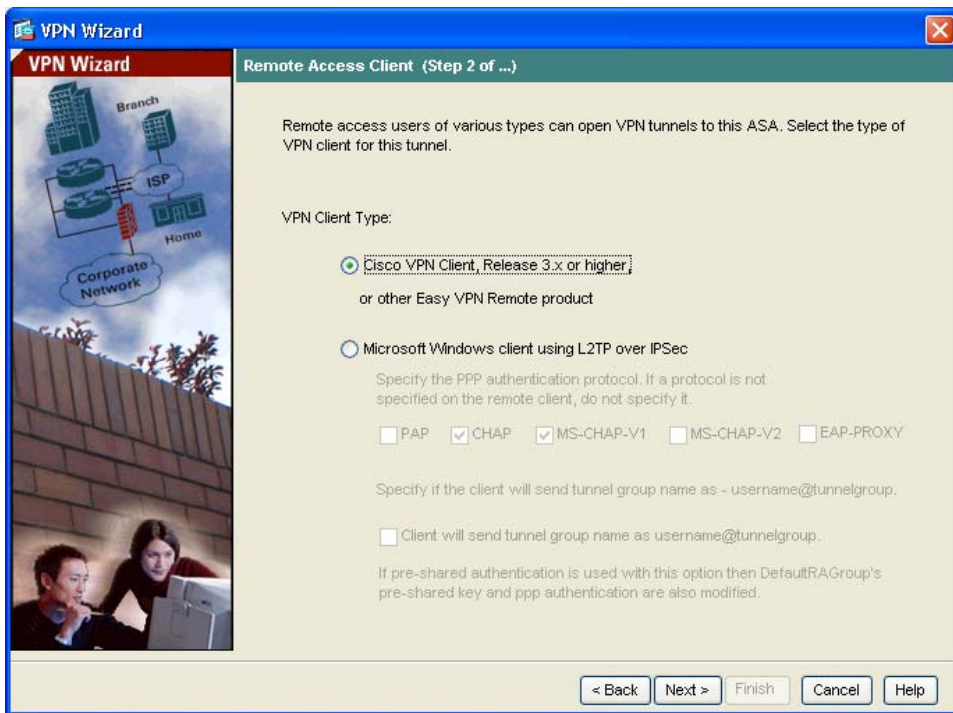 VPN Wizard
VPN Wizard
Branch
ISP
Home
Corporate
Network
Remote Access Client (Step 2 of ...)
Remote access users of various types can open VPN tunnels to this ASA. Select the type of
VPN client for this tunnel.
VPN Client Type:
Cisco VPN Client, Release 3.x or higher,
or other Easy VPN Remote product
Microsoft Windows client using L2TP over IPSec
Specify the PPP authentication protocol. If a protocol is not
specified on the remote client, do not specify it.
PAP CHAP MS-CHAP-V1 MS-CHAP-V2 EAP-PROXY
Specify if the client will send tunnel group name as - username@tunnelgroup.
Client will send tunnel group name as username@tunnelgroup.
If pre-shared authentication is used with this option then DefaultRAGroup's
pre-shared key and ppp authentication are also modified.
< Back Next > Finish Cancel Help